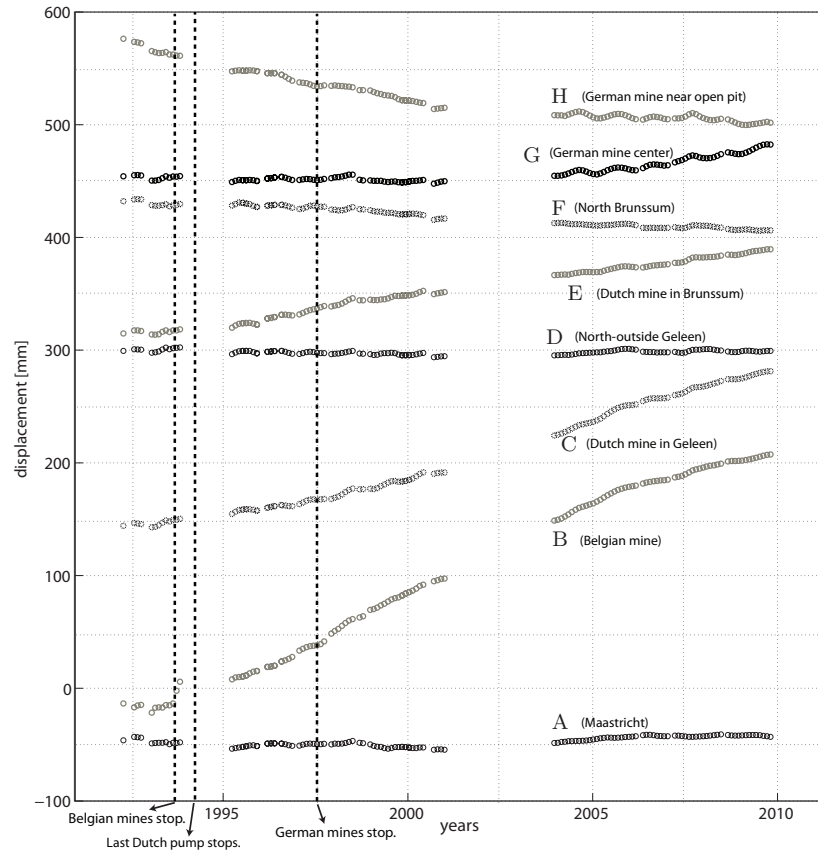 600
500
400
300
200
100
0
−100
displacement [mm]
H (German mine near open pit)
G (German mine center)
F (North Brunssum)
E (Dutch mine in Brunssum)
D (North-outside Geleen)
C (Dutch mine in Geleen)
B (Belgian mine)
A (Maastricht)
1995
2000
2005
2010
years
Belgian mines stop.
Last Dutch pump stops.
German mines stop.